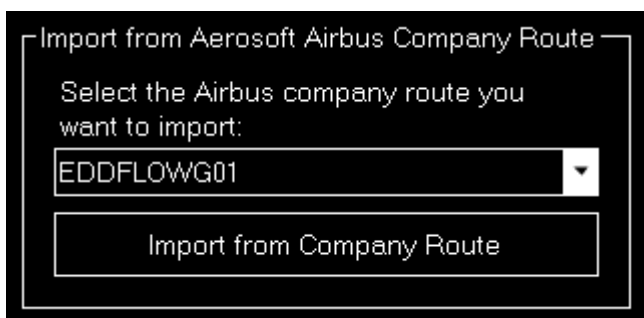 Import from Aerosoft Airbus Company Route
Select the Airbus company route you
want to import:
EDDFLOWG01
Import from Company Route